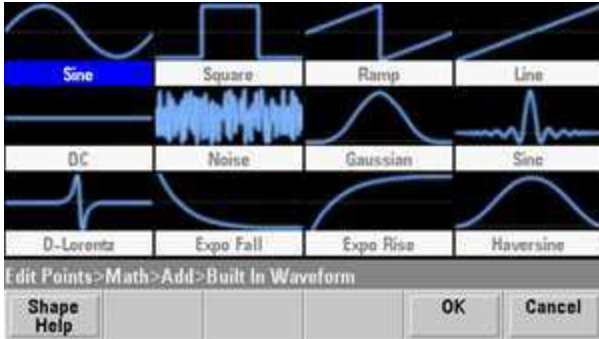 Sine Square Ramp Line
DC Noise Gaussian Sinc
D-Lorentz Expo Fall Expo Rise Haversine
Edit Points>Math>Add>Built In Waveform
Shape Help OK Cancel